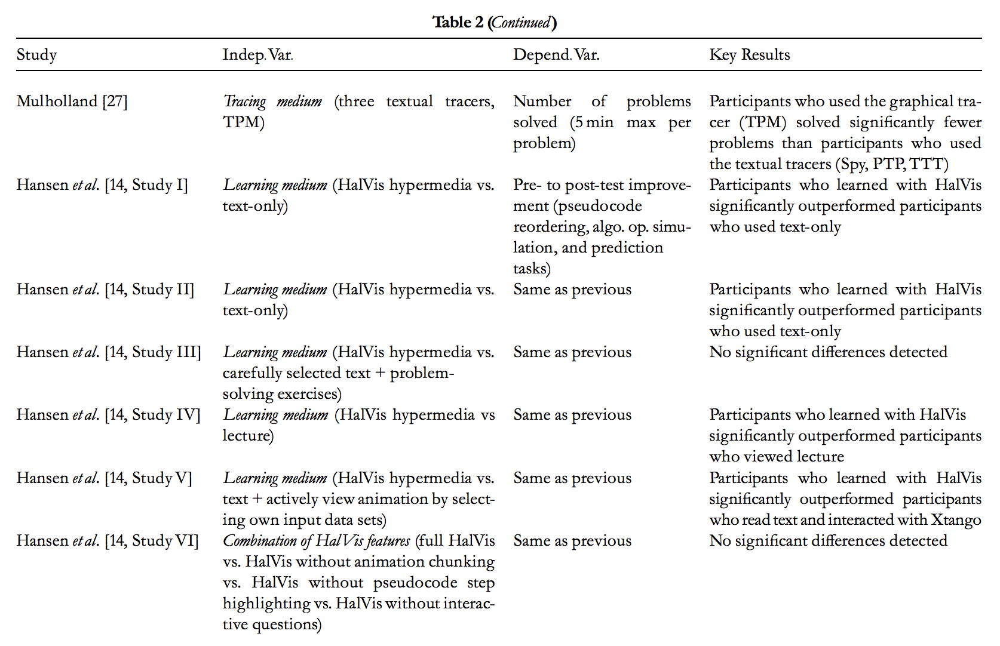 Table 2 (Continued)
Study Indep. Var. Depend. Var. Key Results
Mulholland [27] Tracing medium (three textual tracers, Number of problems Participants who used the graphical tra-
TPM) solved (5 min max per cer (TPM) solved significantly fewer
problem) problems than participants who used
the textual tracers (Spy, PTP, TTT)
Hansen et al. [14, Study I] Learning medium (HalVis hypermedia vs. Pre- to post-test improve- Participants who learned with HalVis
text-only) ment (pseudocode significantly outperformed participants
reordering, algo. op. simu- who used text-only
lation, and prediction
tasks)
Hansen et al. [14, Study II] Learning medium (HalVis hypermedia vs. Same as previous Participants who learned with HalVis
text-only) significantly outperformed participants
who used text-only
Hansen et al. [14, Study III] Learning medium (HalVis hypermedia vs. Same as previous No significant differences detected
carefully selected text + problem-
solving exercises)
Hansen et al. [14, Study IV] Learning medium (HalVis hypermedia vs Same as previous Participants who learned with HalVis
lecture) significantly outperformed participants
who viewed lecture
Hansen et al. [14, Study V] Learning medium (HalVis hypermedia vs. Same as previous Participants who learned with HalVis
text + actively view animation by select- significantly outperformed participants
ing own input data sets) who read text and interacted with Xtango
Hansen et al. [14, Study VI] Combination of HalVis features (full HalVis Same as previous No significant differences detected
vs. HalVis without animation chunking
vs. HalVis without pseudocode step
highlighting vs. HalVis without interac-
tive questions)